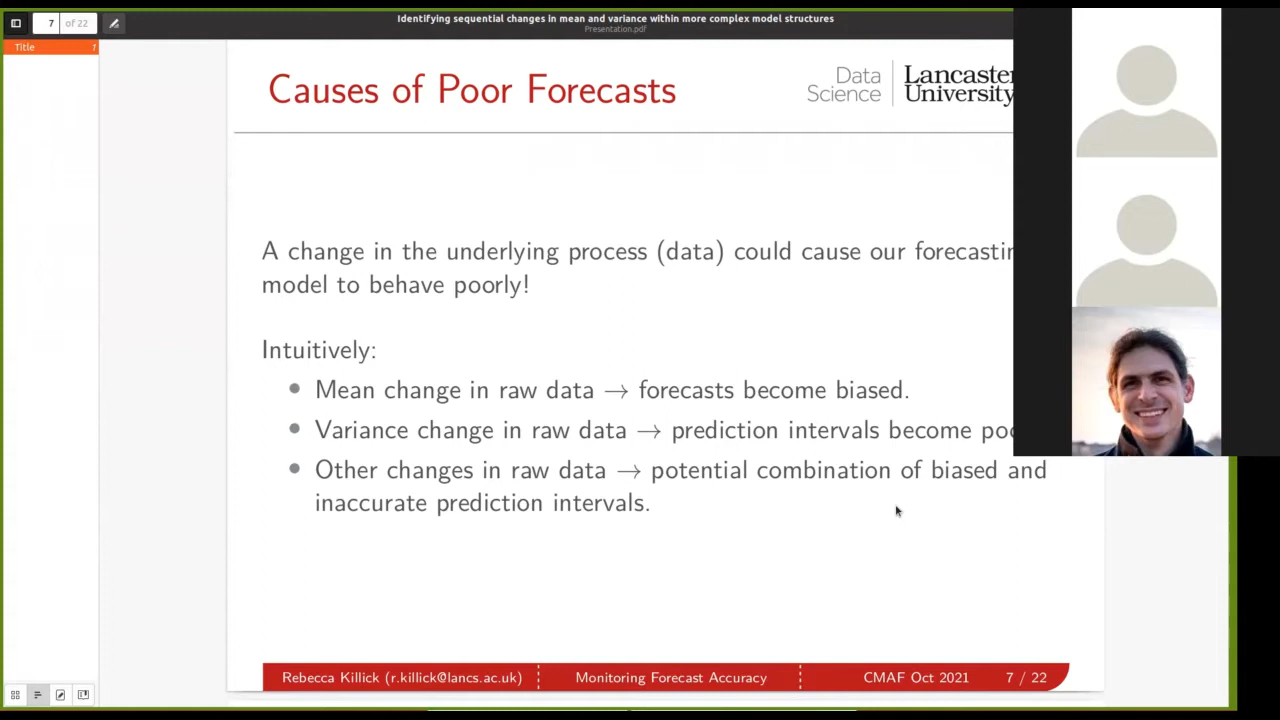 Identifying sequential changes in mean and variance within more complex model structures
Presentation.pdf
7 of 22
Title 1
Causes of Poor Forecasts
Data Science
Lancaster University
A change in the underlying process (data) could cause our forecastin
model to behave poorly!
Intuitively:
Mean change in raw data → forecasts become biased.
Variance change in raw data → prediction intervals become poo
Other changes in raw data → potential combination of biased and
inaccurate prediction intervals.
Rebecca Killick (r.killick@lancs.ac.uk) Monitoring Forecast Accuracy CMAF Oct 2021 7 / 22